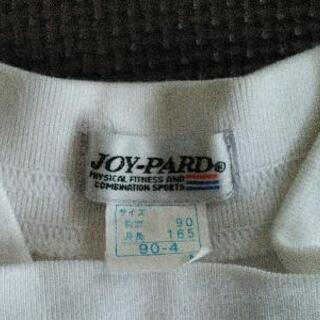 JOY-PARD®
PHYSICAL FITNESS AND
COMBINATION SPORTS
サイズ
胸囲 90
身長 165
90-4